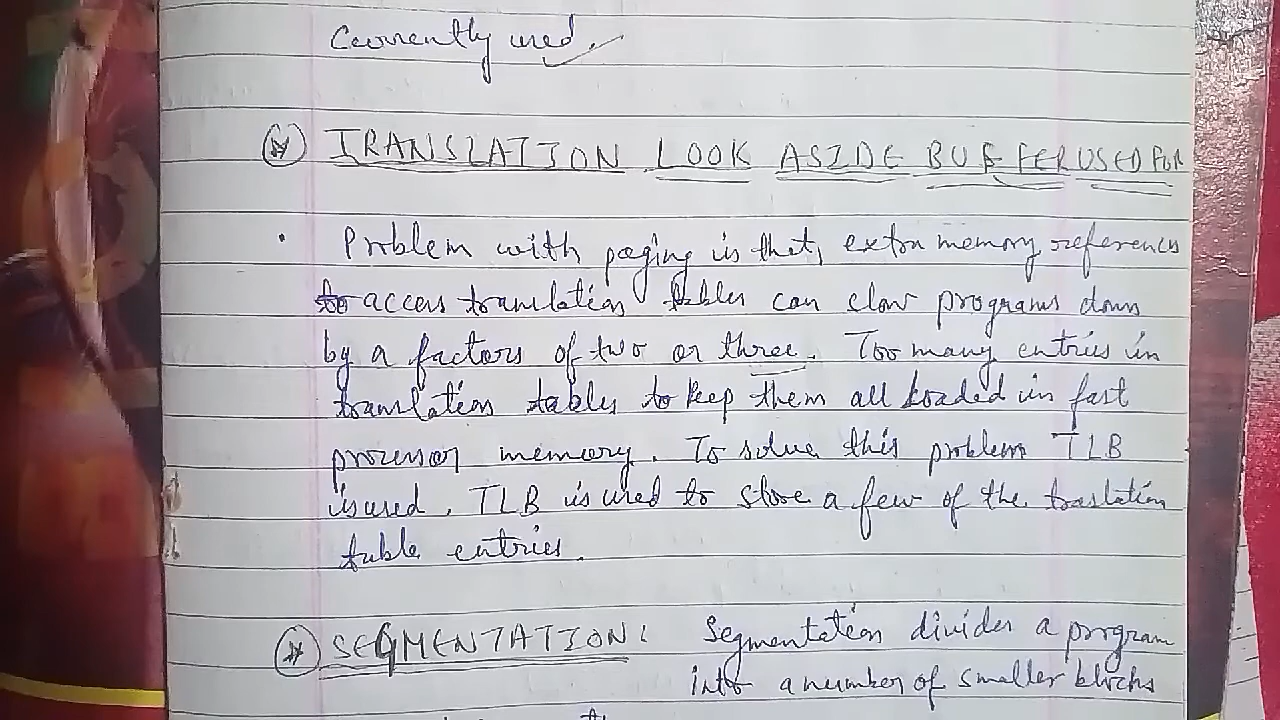 Currently used.
TRANSLATION LOOK ASIDE BUFFER USED FOR
• Problem with paging is that, extra memory references
to access translation tables can slow programs down
by a factors of two or three. Too many entries in
translation tables to keep them all loaded in fast
processor memory. To solve this problem TLB
is used. TLB is used to store a few of the traslation
table entries.
SEGMENTATION: Segmentation divides a program
into a number of smaller blocks